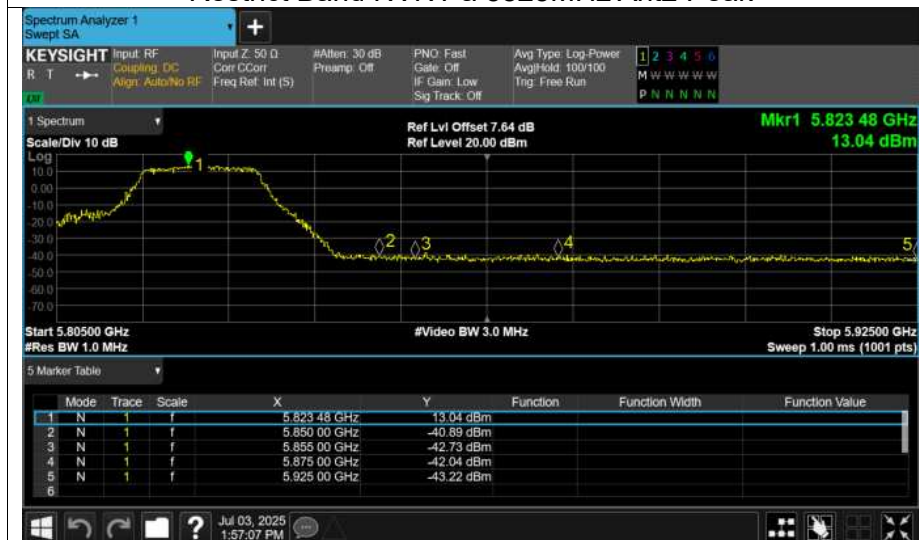 Spectrum Analyzer 1
Swept SA
+
KEYSIGHT Input: RF Input Z: 50 Ω #Atten: 30 dB PNO: Fast Avg Type: Log-Power 1 2 3 4 5 6
R T Coupling: DC Corr CCorr Preamp: Off Gate: Off Avg|Hold: 100/100 M W W W W W
Align: Auto/No RF Freq Ref: Int (S) IF Gain: Low Trig: Free Run P N N N N N
Sig Track: Off
1 Spectrum Ref Lvl Offset 7.64 dB Mkr1 5.823 48 GHz
Scale/Div 10 dB Ref Level 20.00 dBm 13.04 dBm
Log
10.0
0.00
-10.0
-20.0
-30.0
-40.0
-50.0
-60.0
-70.0
1
2 3 4 5
Start 5.80500 GHz #Video BW 3.0 MHz Stop 5.92500 GHz
#Res BW 1.0 MHz Sweep 1.00 ms (1001 pts)
5 Marker Table
Mode Trace Scale X Y Function Function Width Function Value
1 N 1 f 5.823 48 GHz 13.04 dBm
2 N 1 f 5.850 00 GHz -40.89 dBm
3 N 1 f 5.855 00 GHz -42.73 dBm
4 N 1 f 5.875 00 GHz -42.04 dBm
5 N 1 f 5.925 00 GHz -43.22 dBm
6
? Jul 03, 2025
1:57:07 PM